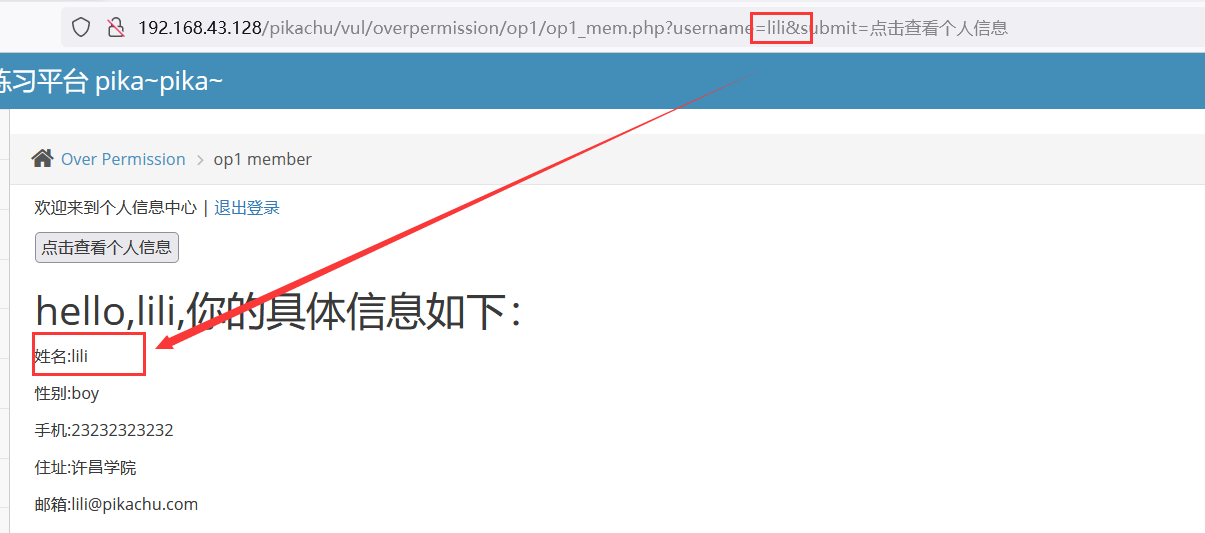 192.168.43.128/pikachu/vul/overpermission/op1/op1_mem.php?username=lili&submit=点击查看个人信息
练习平台 pika~pika~
Over Permission > op1 member
欢迎来到个人信息中心 | 退出登录
点击查看个人信息
hello,lili,你的具体信息如下：
姓名:lili
性别:boy
手机:23232323232
住址:许昌学院
邮箱:lili@pikachu.com